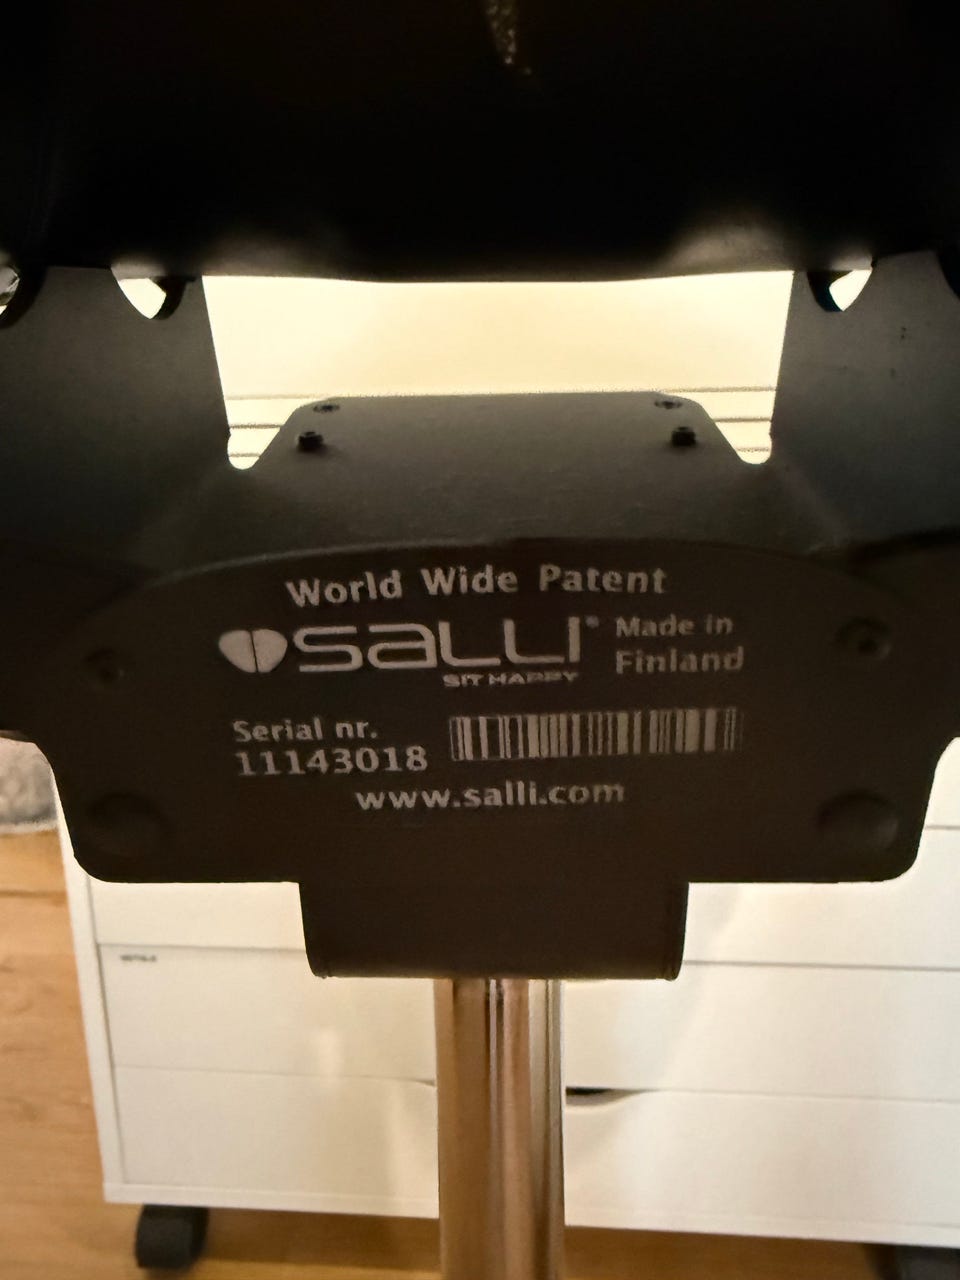 World Wide Patent
SALLI® Made in
Finland
SIT HAPPY
Serial nr.
11143018
www.salli.com